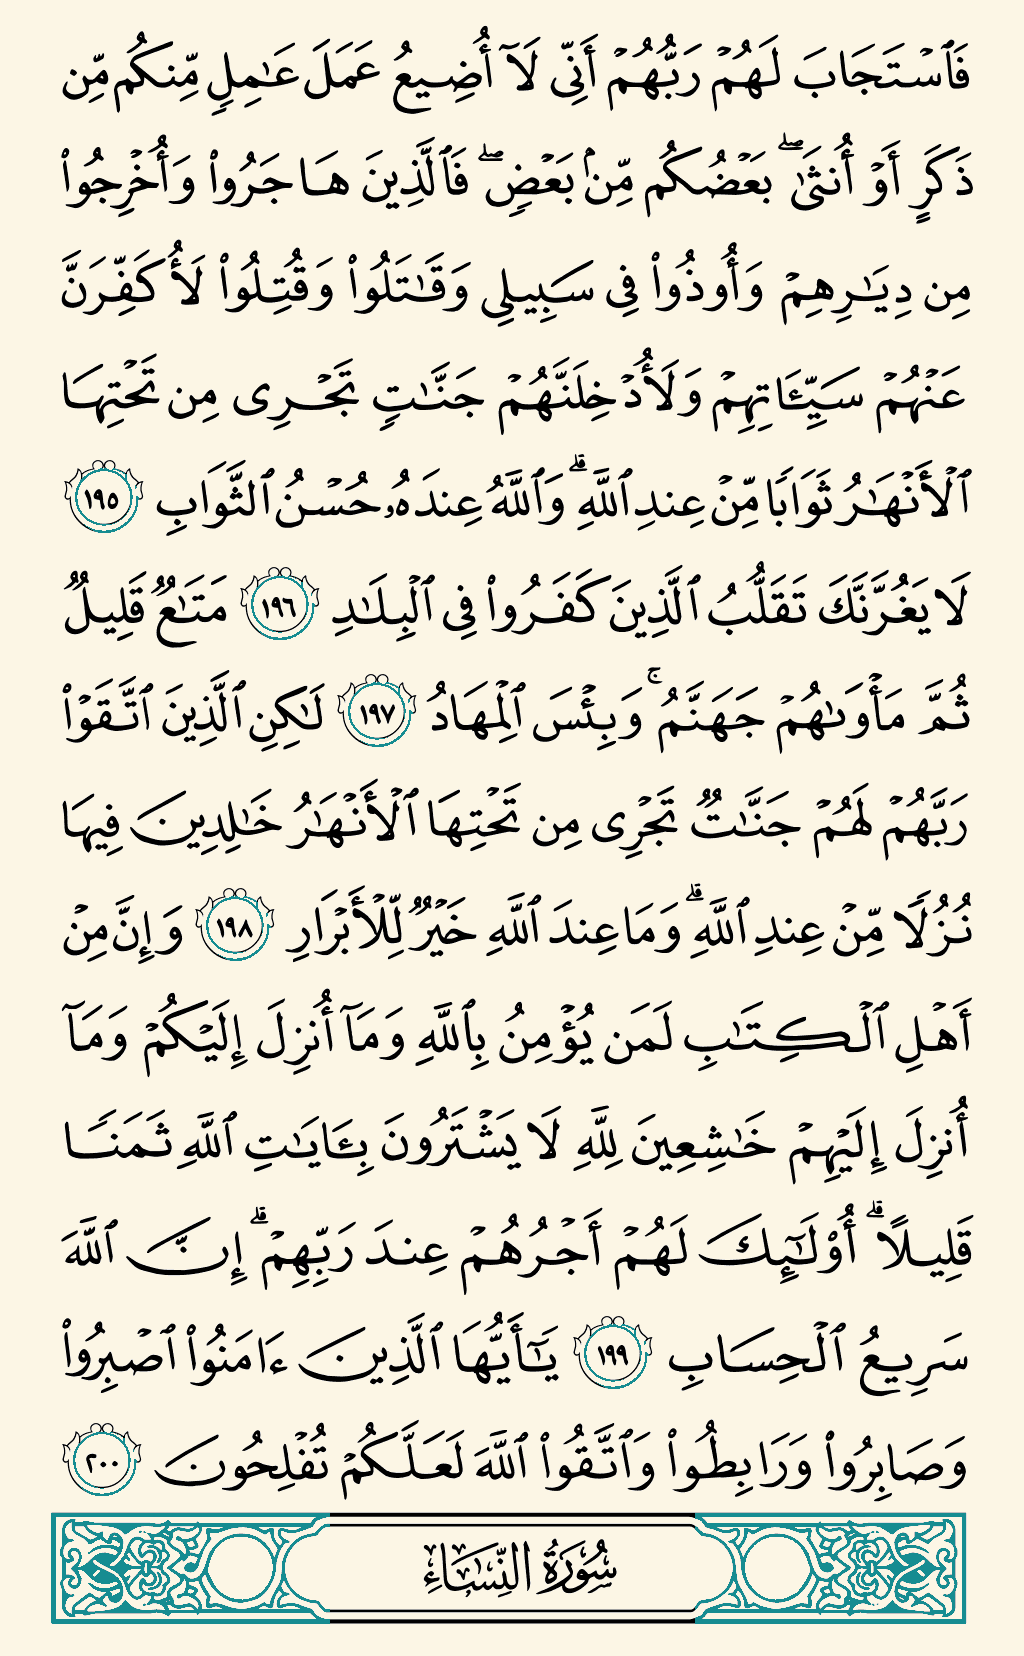 فَٱسْتَجَابَ لَهُمْ رَبُّهُمْ أَنِّى لَآ أُضِيعُ عَمَلَ عَٰمِلٍ مِّنكُم مِّن
ذَكَرٍ أَوْ أُنثَىٰ ۖ بَعْضُكُم مِّنۢ بَعْضٍ ۖ فَٱلَّذِينَ هَاجَرُوا۟ وَأُخْرِجُوا۟
مِن دِيَٰرِهِمْ وَأُوذُوا۟ فِى سَبِيلِى وَقَٰتَلُوا۟ وَقُتِلُوا۟ لَأُكَفِّرَنَّ
عَنْهُمْ سَيِّـَٔاتِهِمْ وَلَأُدْخِلَنَّهُمْ جَنَّٰتٍ تَجْرِى مِن تَحْتِهَا
ٱلْأَنْهَٰرُ ثَوَابًا مِّنْ عِندِ ٱللَّهِ ۗ وَٱللَّهُ عِندَهُۥ حُسْنُ ٱلثَّوَابِ ١٩٥
لَا يَغُرَّنَّكَ تَقَلُّبُ ٱلَّذِينَ كَفَرُوا۟ فِى ٱلْبِلَٰدِ ١٩٦ مَتَٰعٌ قَلِيلٌ
ثُمَّ مَأْوَىٰهُمْ جَهَنَّمُ ۚ وَبِئْسَ ٱلْمِهَادُ ١٩٧ لَٰكِنِ ٱلَّذِينَ ٱتَّقَوْا۟
رَبَّهُمْ لَهُمْ جَنَّٰتٌ تَجْرِى مِن تَحْتِهَا ٱلْأَنْهَٰرُ خَٰلِدِينَ فِيهَا
نُزُلًا مِّنْ عِندِ ٱللَّهِ ۗ وَمَا عِندَ ٱللَّهِ خَيْرٌ لِّلْأَبْرَارِ ١٩٨ وَإِنَّ مِنْ
أَهْلِ ٱلْكِتَٰبِ لَمَن يُؤْمِنُ بِٱللَّهِ وَمَآ أُنزِلَ إِلَيْكُمْ وَمَآ
أُنزِلَ إِلَيْهِمْ خَٰشِعِينَ لِلَّهِ لَا يَشْتَرُونَ بِـَٔايَٰتِ ٱللَّهِ ثَمَنًا
قَلِيلًا ۗ أُو۟لَٰٓئِكَ لَهُمْ أَجْرُهُمْ عِندَ رَبِّهِمْ ۗ إِنَّ ٱللَّهَ
سَرِيعُ ٱلْحِسَابِ ١٩٩ يَٰٓأَيُّهَا ٱلَّذِينَ ءَامَنُوا۟ ٱصْبِرُوا۟
وَصَابِرُوا۟ وَرَابِطُوا۟ وَٱتَّقُوا۟ ٱللَّهَ لَعَلَّكُمْ تُفْلِحُونَ ٢٠٠
سُورَةُ النِّسَاءِ